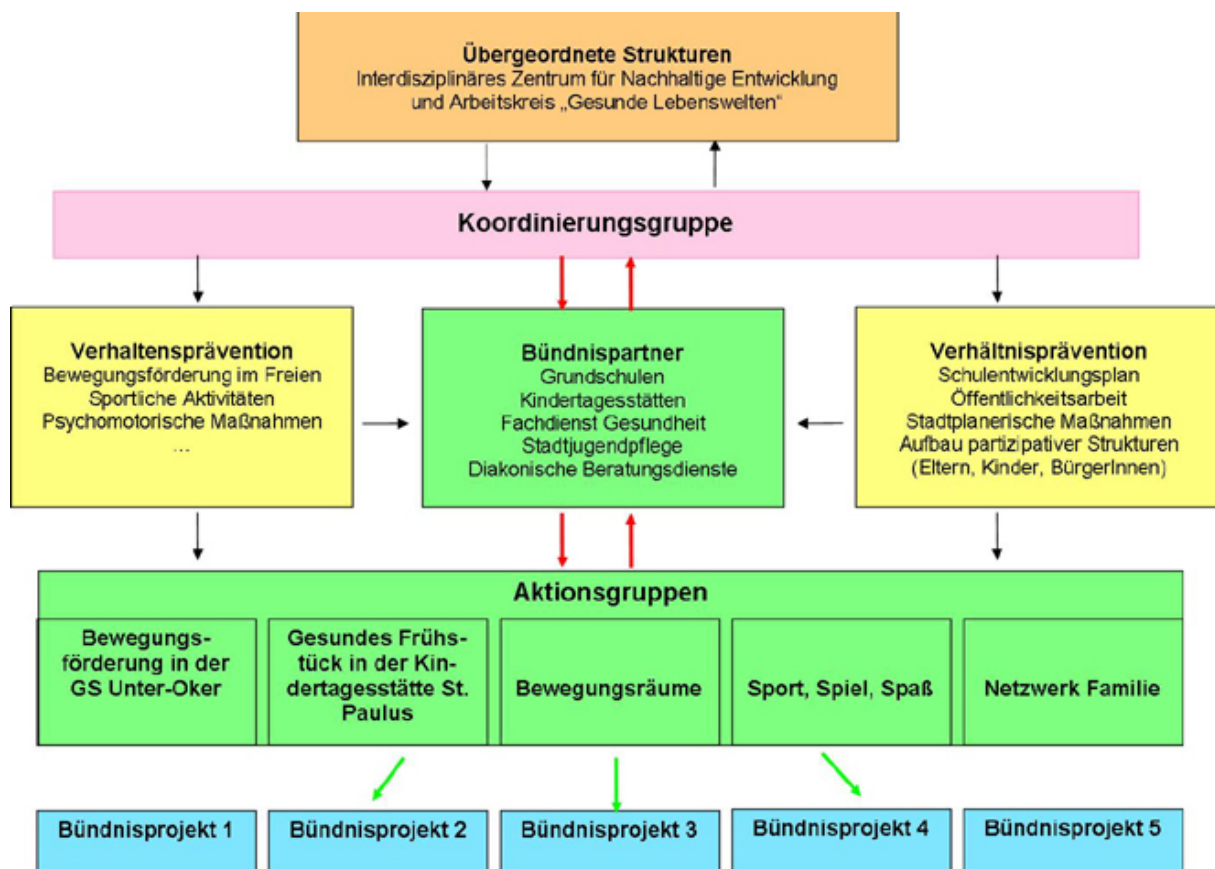 Übergeordnete Strukturen
Interdisziplinäres Zentrum für Nachhaltige Entwicklung
und Arbeitskreis „Gesunde Lebenswelten“
Koordinierungsgruppe
Verhaltensprävention
Bewegungsförderung im Freien
Sportliche Aktivitäten
Psychomotorische Maßnahmen
...
Bündnispartner
Grundschulen
Kindertagesstätten
Fachdienst Gesundheit
Stadtjugendpflege
Diakonische Beratungsdienste
Verhältnisprävention
Schulentwicklungsplan
Öffentlichkeitsarbeit
Stadtplanerische Maßnahmen
Aufbau partizipativer Strukturen
(Eltern, Kinder, BürgerInnen)
Aktionsgruppen
Bewegungs-
förderung in der
GS Unter-Oker
Gesundes Frühs-
tück in der Kin-
dertagesstätte St.
Paulus
Bewegungsräume
Sport, Spiel, Spaß
Netzwerk Familie
Bündnisprojekt 1
Bündnisprojekt 2
Bündnisprojekt 3
Bündnisprojekt 4
Bündnisprojekt 5